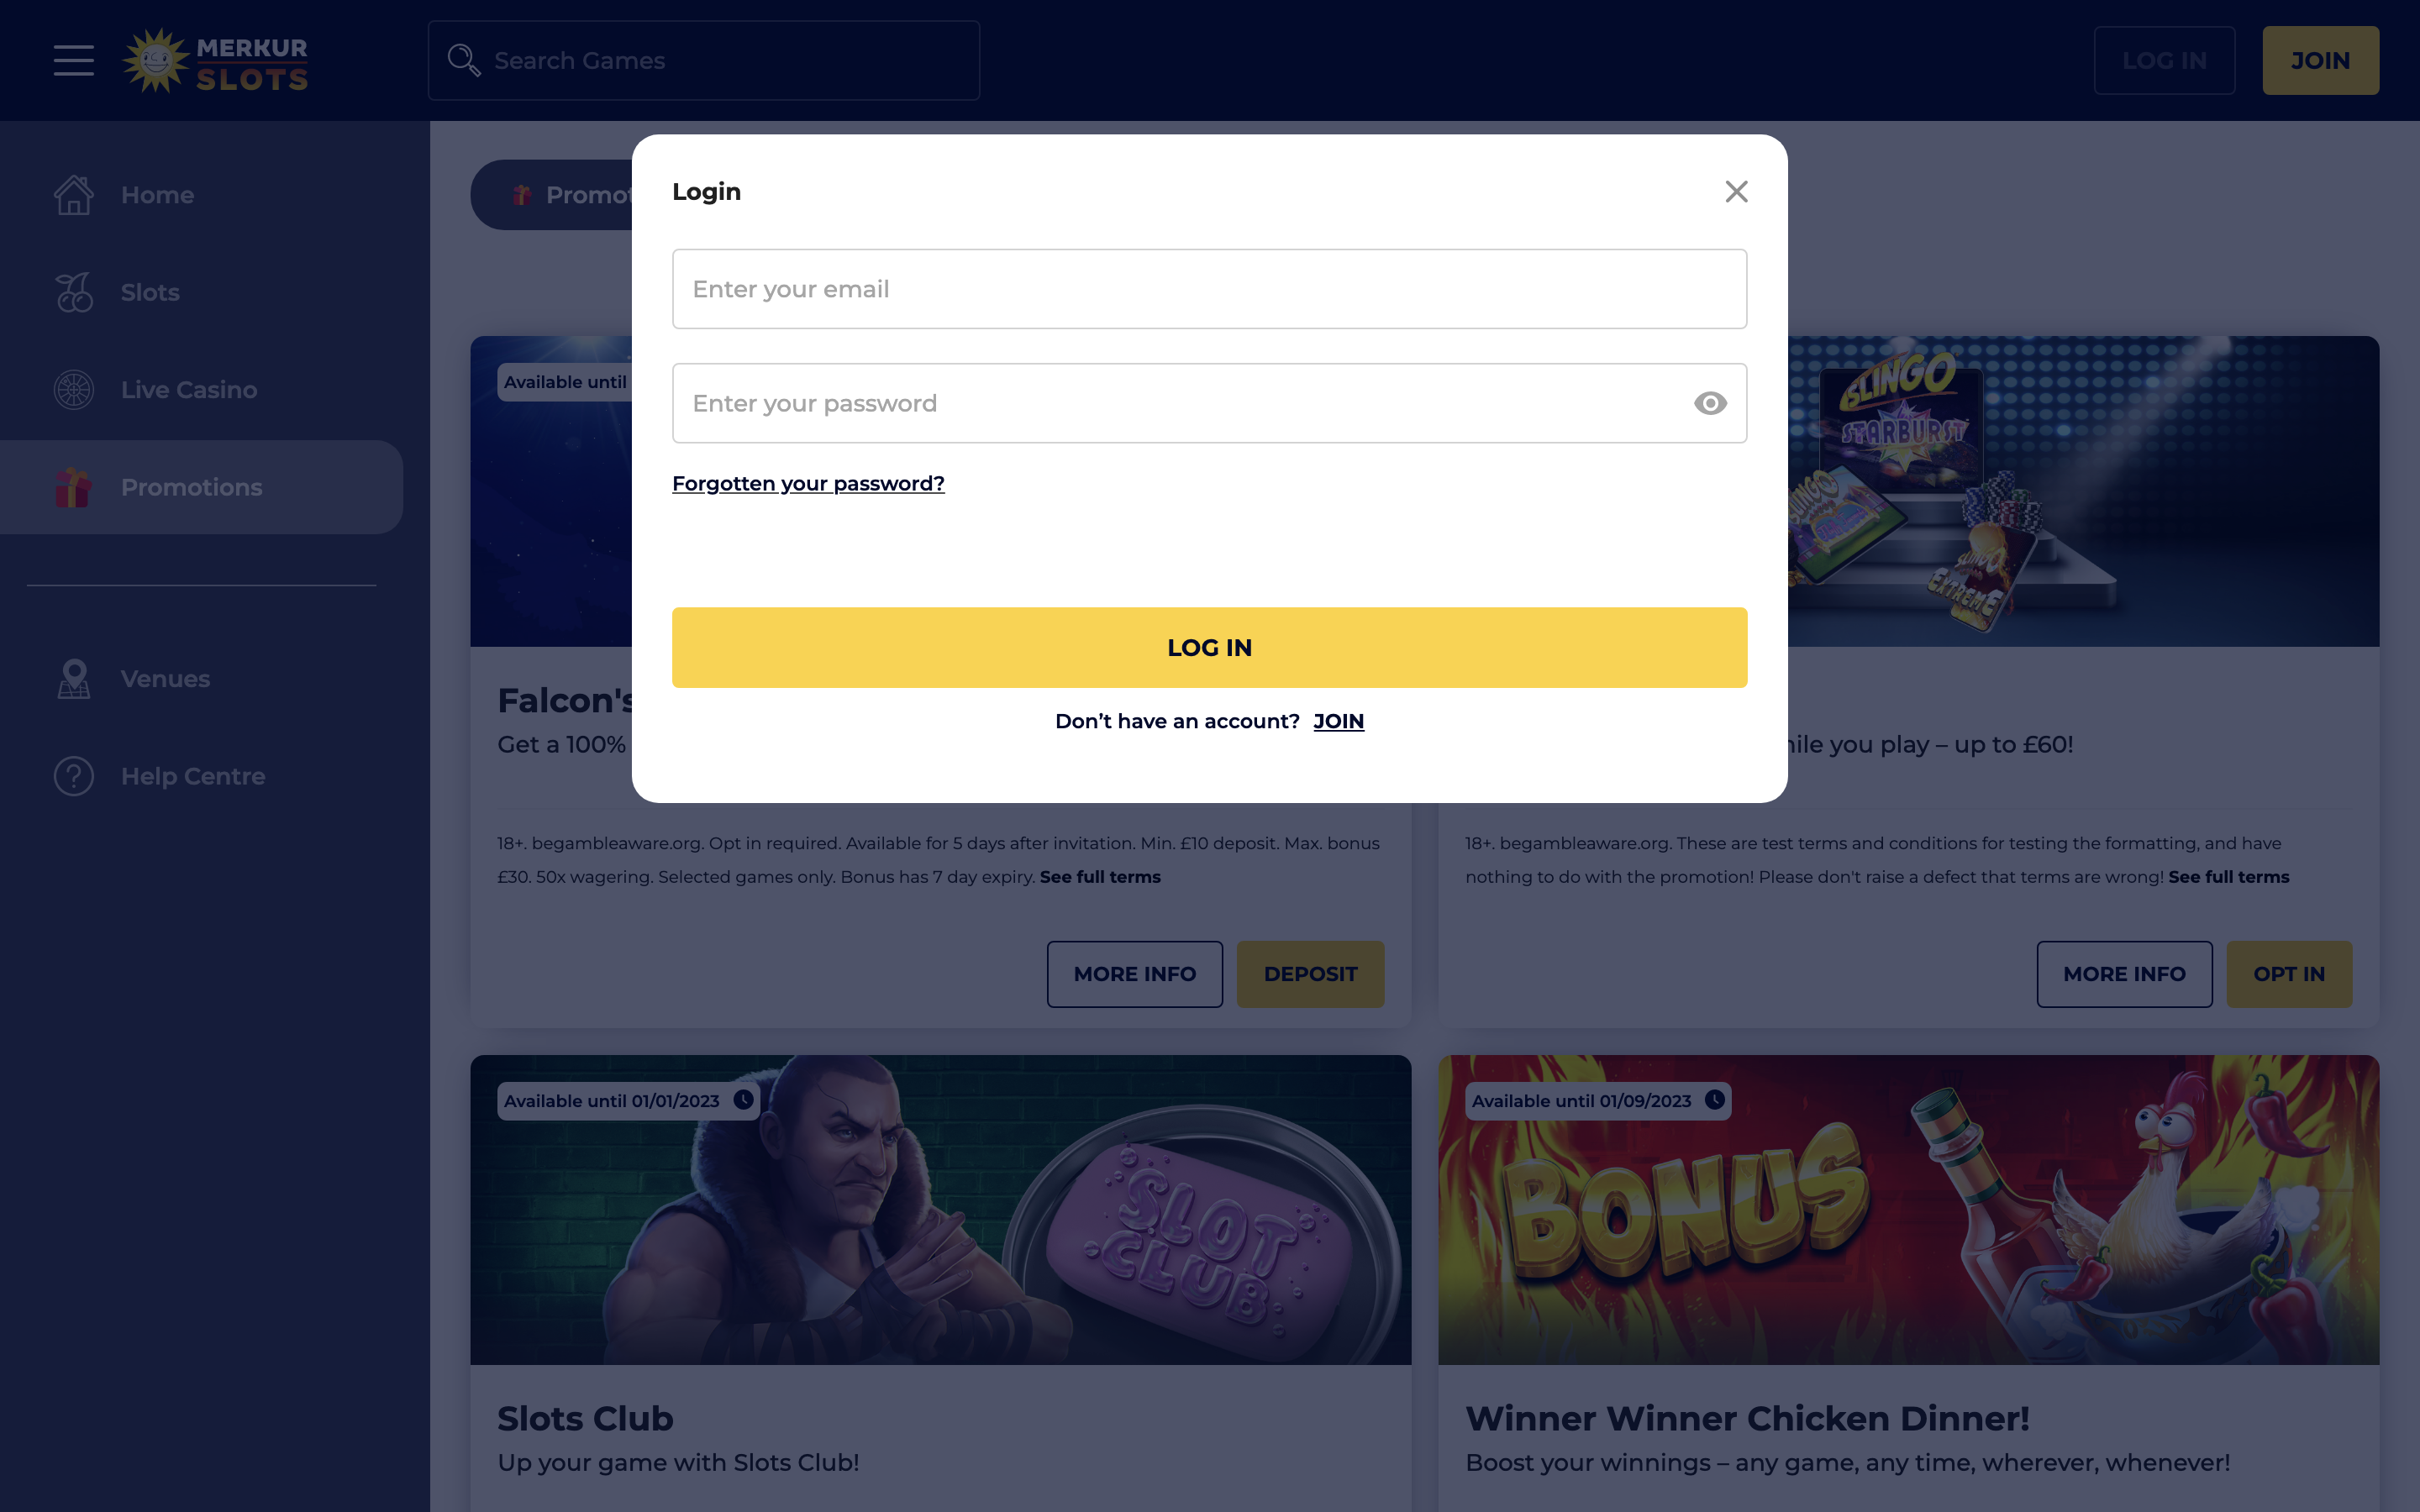 MERKUR
SLOTS
Search Games
LOG IN
JOIN
Home
Slots
Live Casino
Promotions
Venues
Help Centre
Promot
Login
Enter your email
Enter your password
Forgotten your password?
LOG IN
Don’t have an account? JOIN
Available until
Falcon's
Get a 100%
18+. begambleaware.org. Opt in required. Available for 5 days after invitation. Min. £10 deposit. Max. bonus
£30. 50x wagering. Selected games only. Bonus has 7 day expiry. See full terms
MORE INFO
DEPOSIT
SLINGO
STARBURST
SLINGO
SLINGO
EXTREME
ile you play – up to £60!
18+. begambleaware.org. These are test terms and conditions for testing the formatting, and have
nothing to do with the promotion! Please don't raise a defect that terms are wrong! See full terms
MORE INFO
OPT IN
Available until 01/01/2023
SLOT
CLUB
Slots Club
Up your game with Slots Club!
Available until 01/09/2023
BONUS
Winner Winner Chicken Dinner!
Boost your winnings – any game, any time, wherever, whenever!